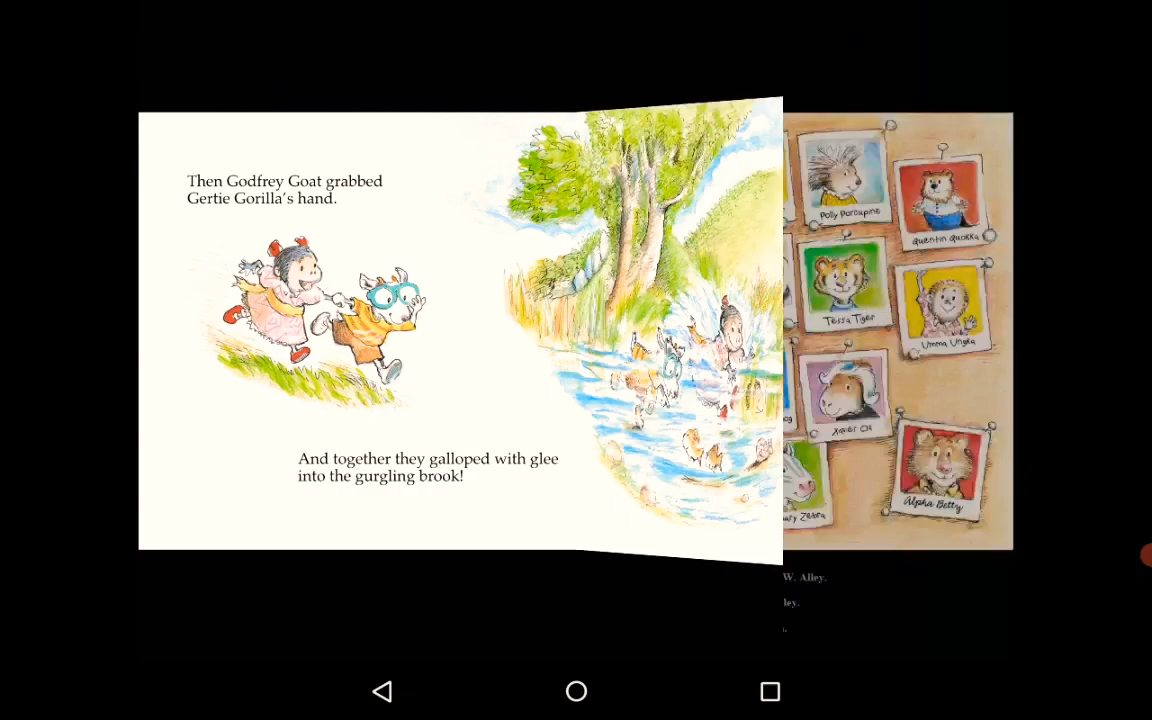 Then Godfrey Goat grabbed
Gertie Gorilla's hand.
And together they galloped with glee
into the gurgling brook!
Polly Porcupine
Quentin Quokka
Tessa Tiger
Umma Ungka
Xavier Ox
Zebra
Alpha Betty
W. Alley.